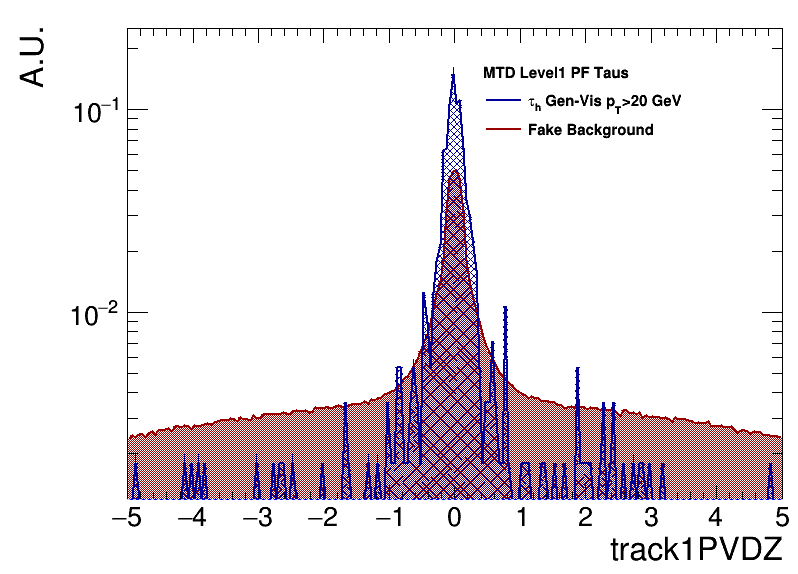 A.U.
MTD Level1 PF Taus
τh Gen-Vis pT>20 GeV
Fake Background
10−1
10−2
−5 −4 −3 −2 −1 0 1 2 3 4 5
track1PVDZ